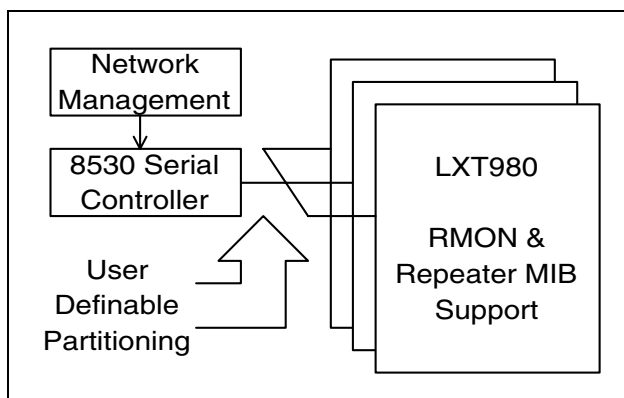 Network
Management
8530 Serial
Controller
User
Definable
Partitioning
LXT980
RMON &
Repeater MIB
Support